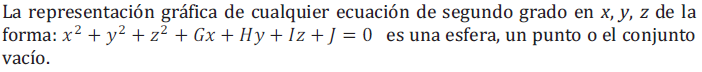 La representación gráfica de cualquier ecuación de segundo grado en x, y, z de la
forma: x² + y² + z² + Gx + Hy + Iz + J = 0 es una esfera, un punto o el conjunto
vacío.